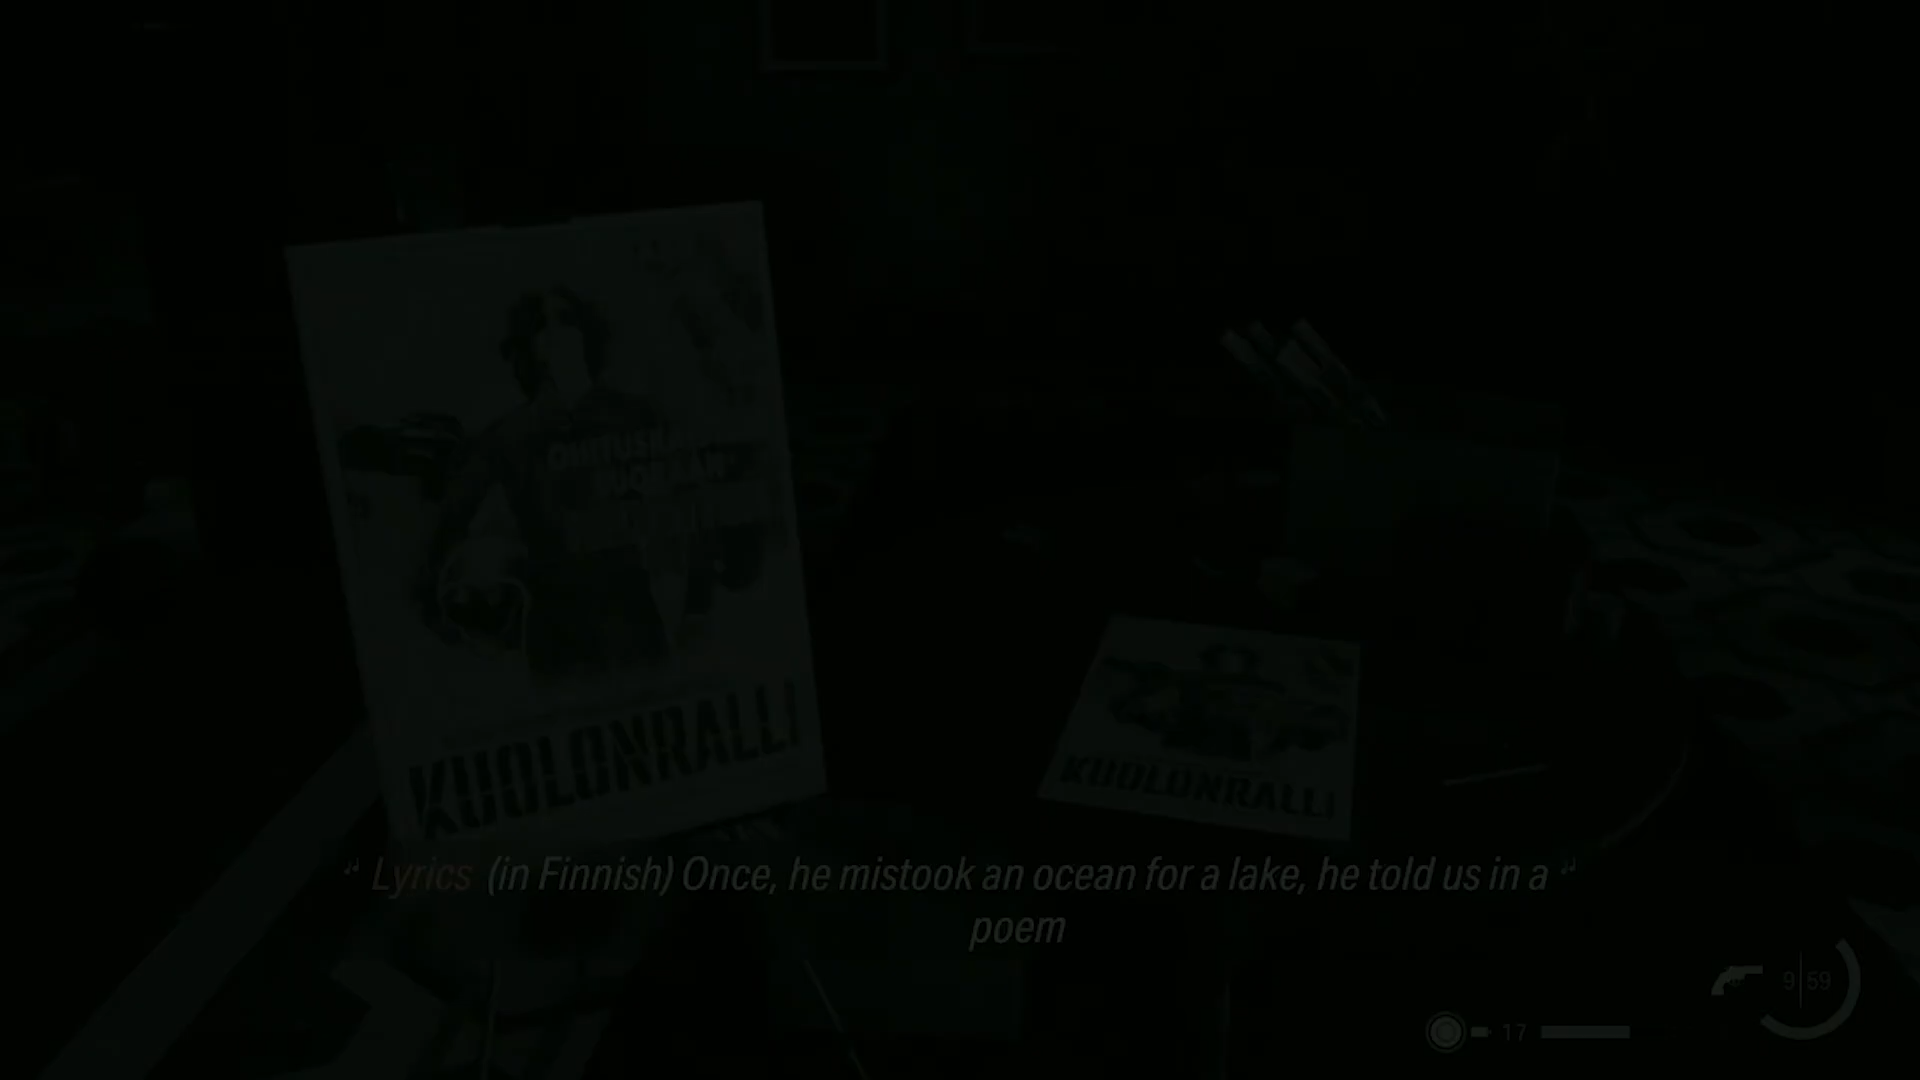 KUOLONRALLI
KUOLONRALLI
♫ Lyrics (in Finnish) Once, he mistook an ocean for a lake, he told us in a ♫
poem
9|59
17